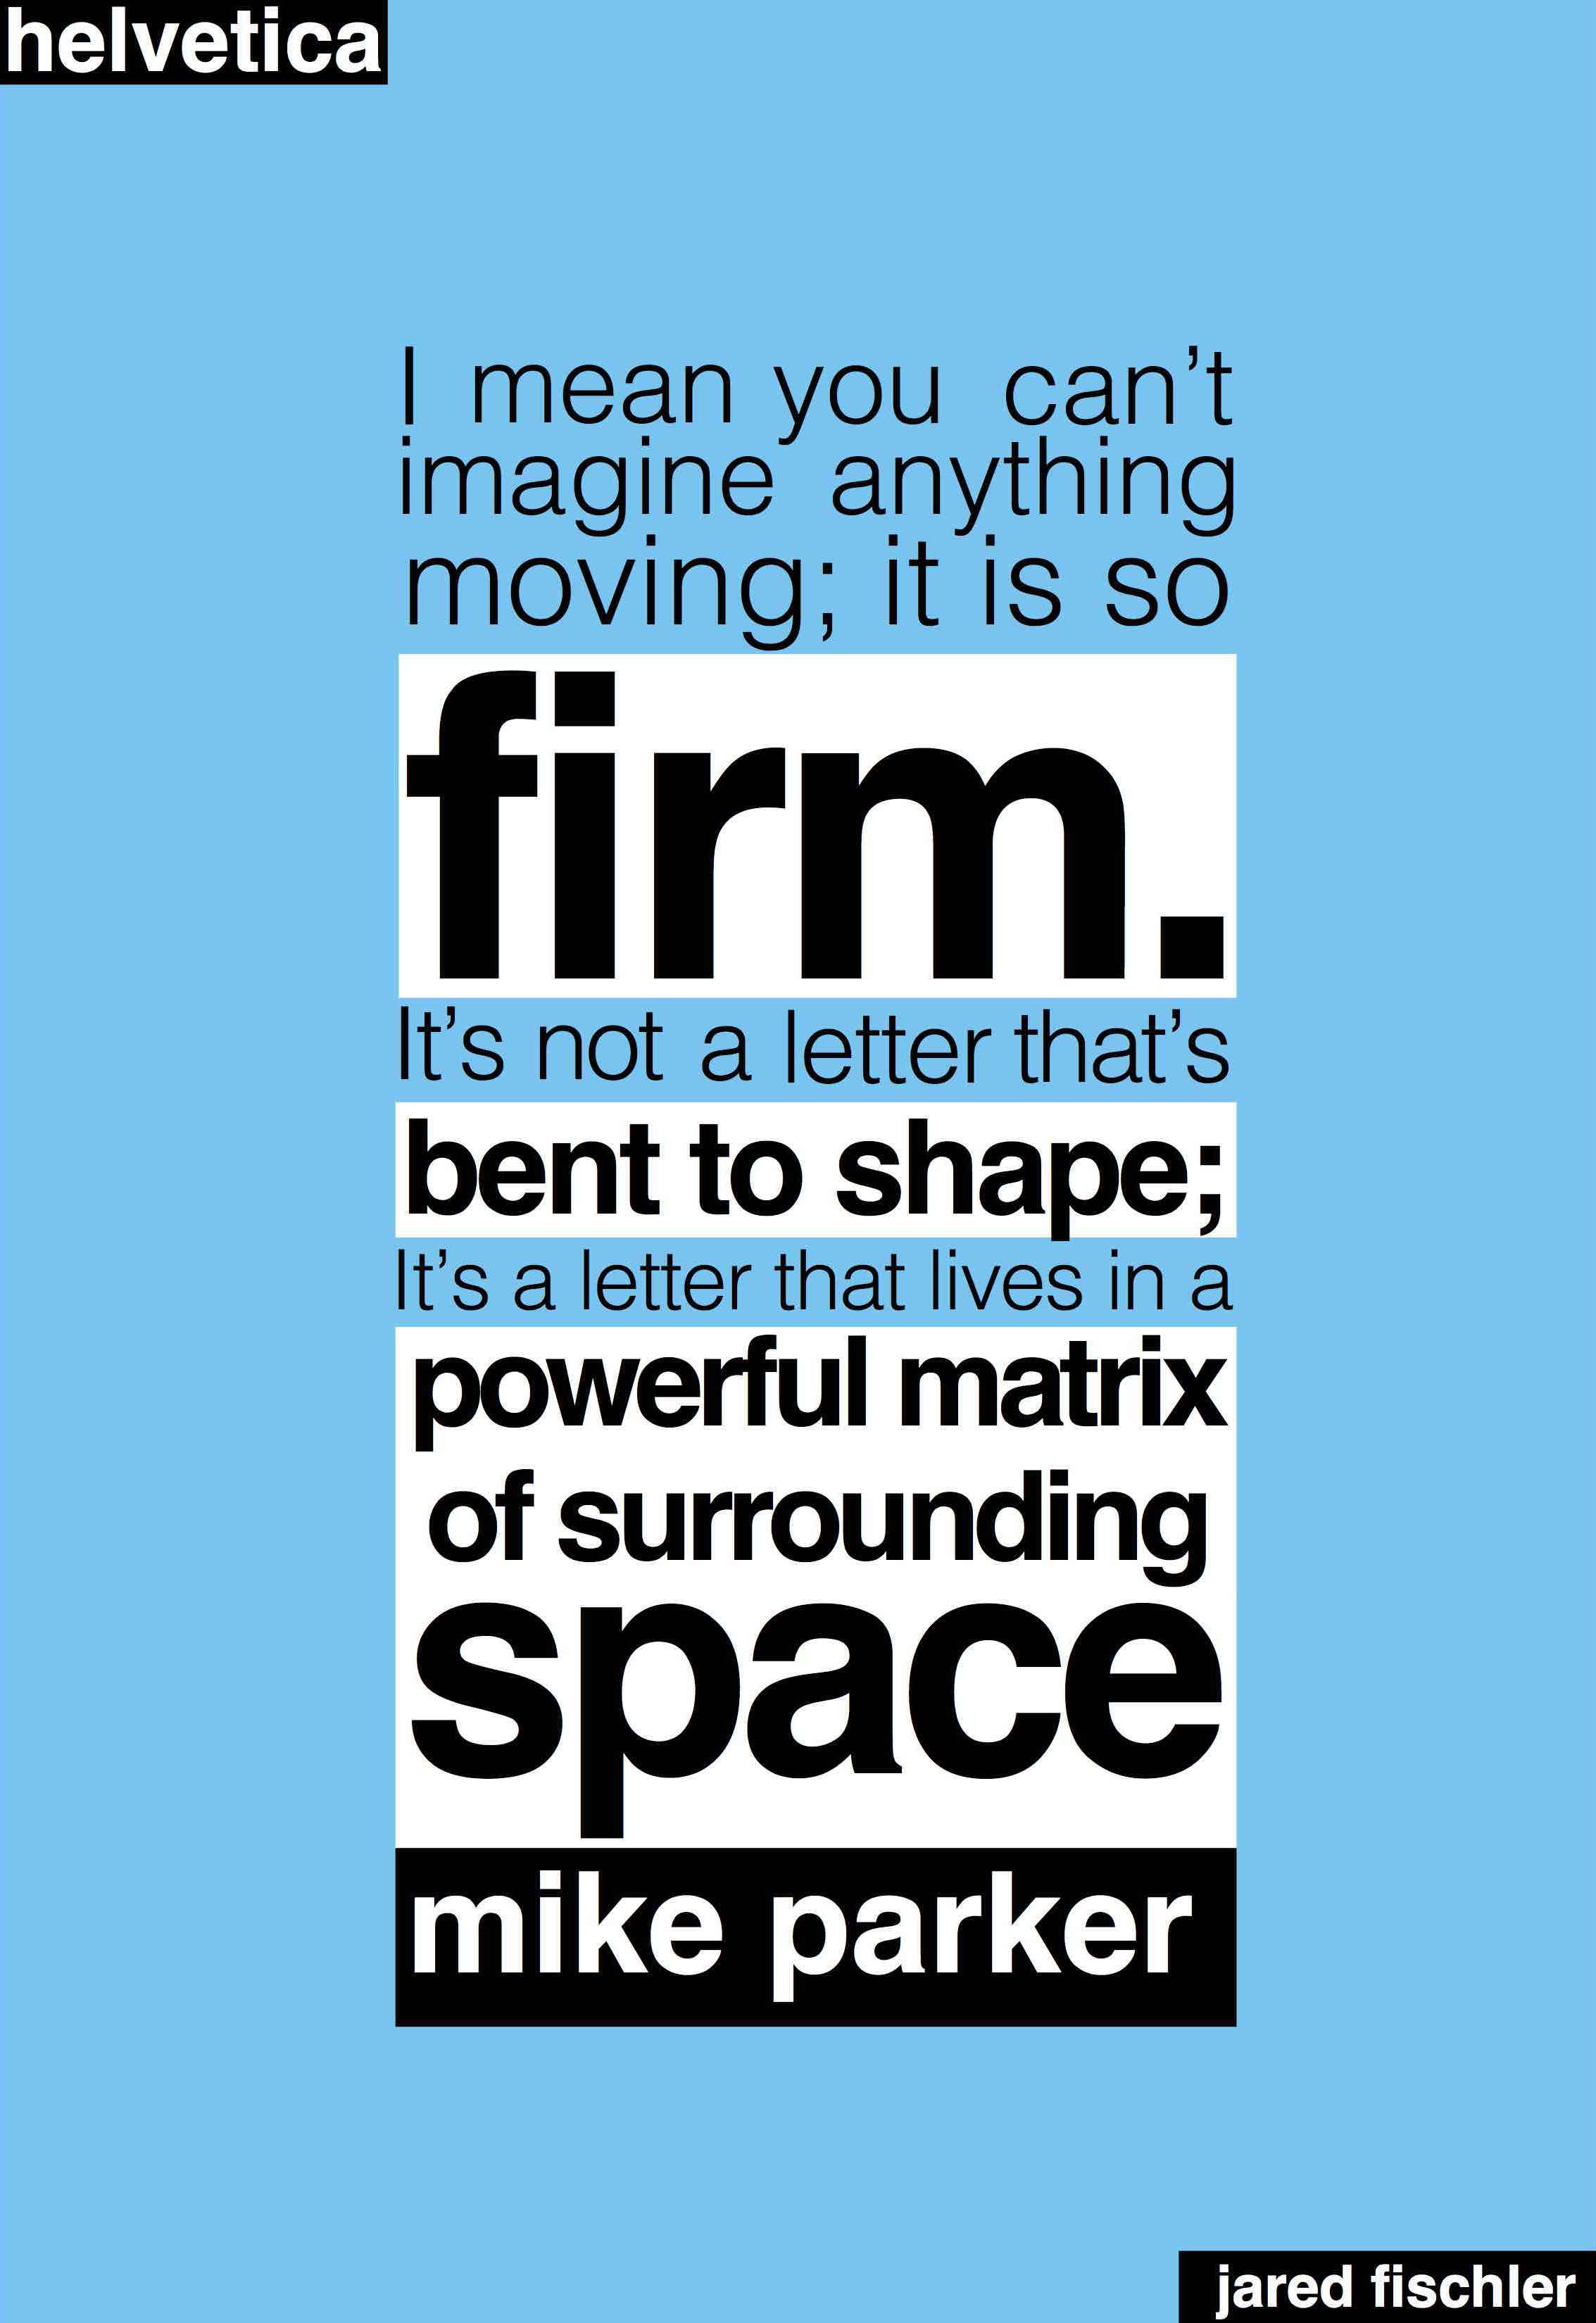 helvetica
I mean you can’t
imagine anything
moving; it is so
firm.
It’s not a letter that’s
bent to shape;
It’s a letter that lives in a
powerful matrix
of surrounding
space
mike parker
jared fischler